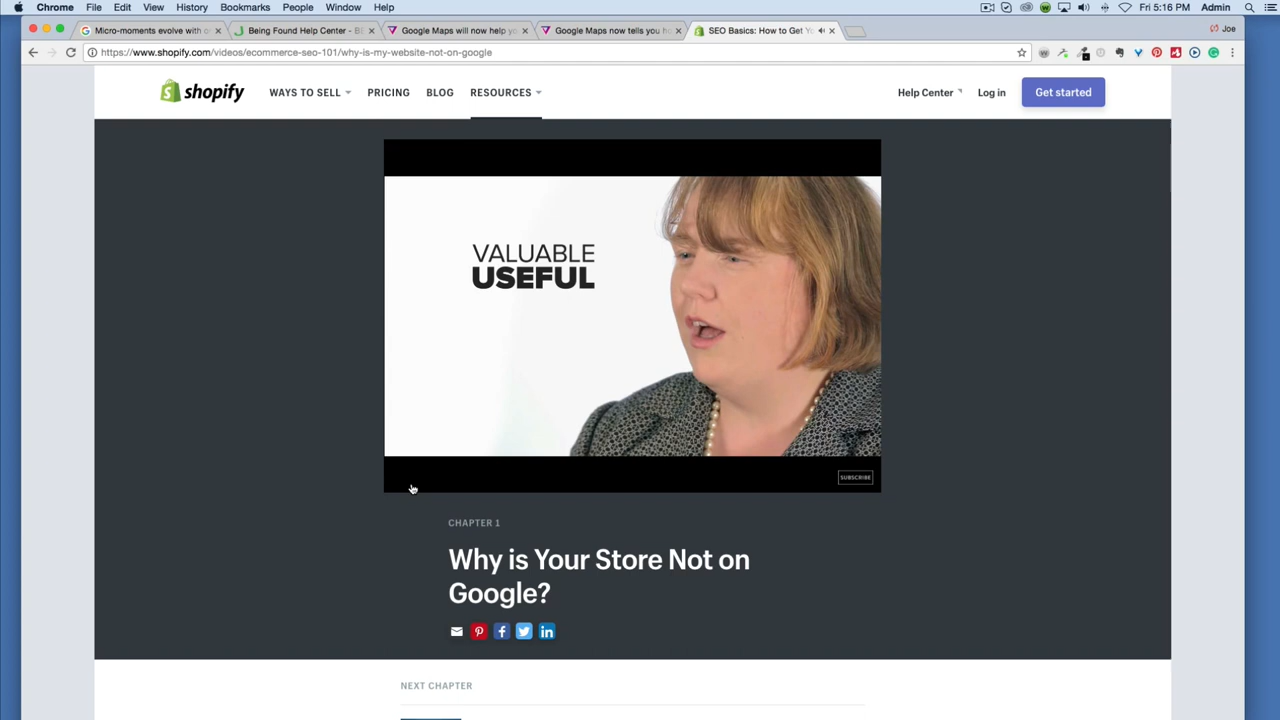 Chrome File Edit View History Bookmarks People Window Help
Fri 5:16 PM Admin
Micro-moments evolve with
Being Found Help Center -
Google Maps will now help
Google Maps now tells you
SEO Basics: How to Get
Joe
https://www.shopify.com/videos/ecommerce-seo-101/why-is-my-website-not-on-google
shopify
WAYS TO SELL PRICING BLOG RESOURCES
Help Center Log in Get started
VALUABLE
USEFUL
SUBSCRIBE
CHAPTER 1
Why is Your Store Not on
Google?
NEXT CHAPTER